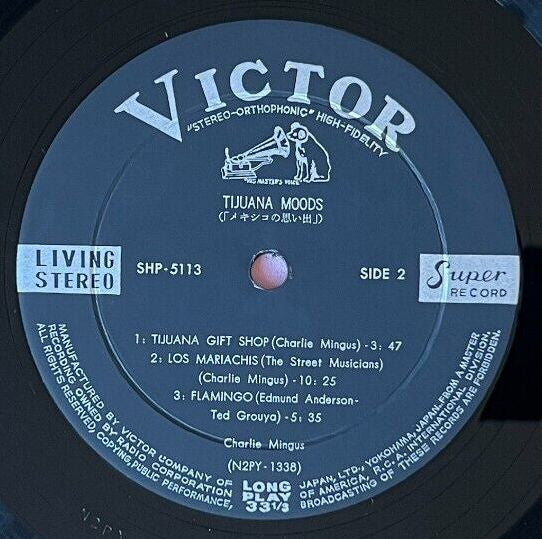 VICTOR
"STEREO-ORTHOPHONIC" HIGH-FIDELITY
"HIS MASTER'S VOICE"
TIJUANA MOODS
(「メキシコの思い出」)
LIVING
STEREO
SHP-5113
SIDE 2
Super
RECORD
1: TIJUANA GIFT SHOP (Charlie Mingus) - 3: 47
2: LOS MARIACHIS (The Street Musicians)
(Charlie Mingus) - 10: 25
3: FLAMINGO (Edmund Anderson-
Ted Grouya) - 5: 35
Charlie Mingus
(N2PY-1338)
LONG
PLAY
33 1/3
MANUFACTURED BY VICTOR COMPANY OF JAPAN, LTD., YOKOHAMA, JAPAN, FROM A MASTER
RECORDING OWNED BY RADIO CORPORATION OF AMERICA, R.C.A. INTERNATIONAL DIVISION.
ALL RIGHTS RESERVED, COPYING, PUBLIC PERFORMANCE, BROADCASTING OF THESE RECORDS ARE FORBIDDEN.
N2PY